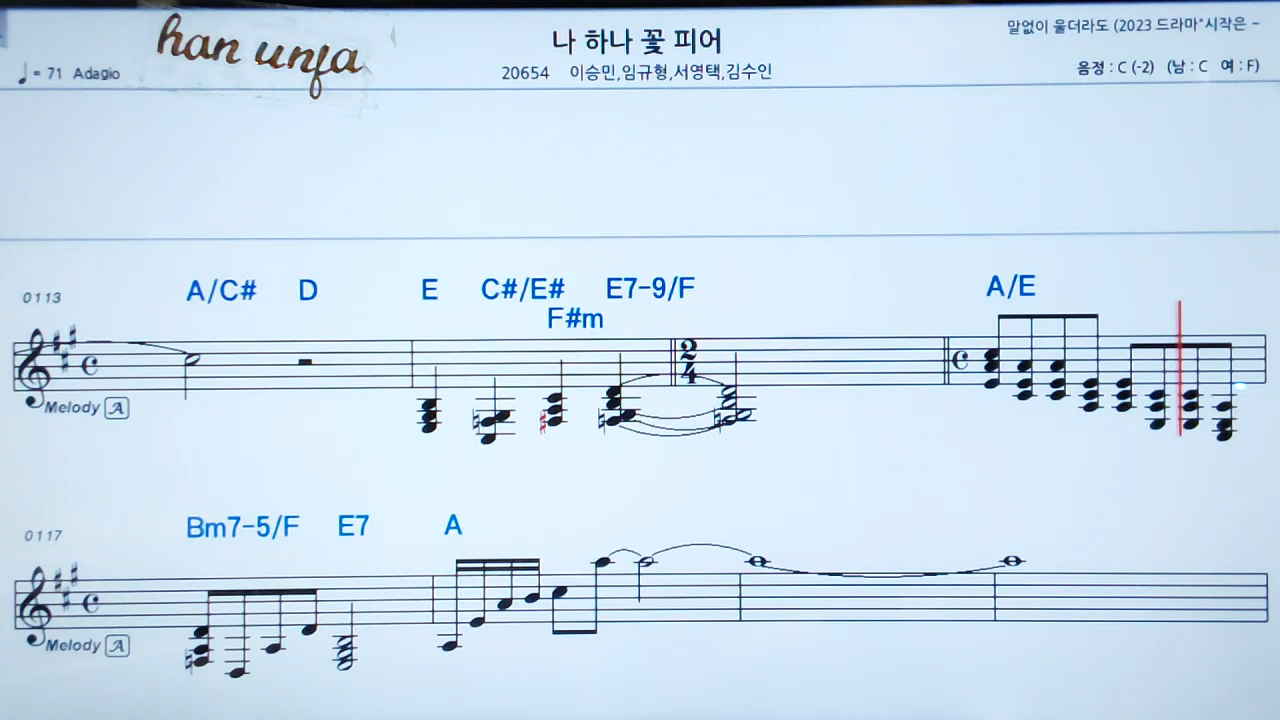 han unfa
♩ = 71 Adagio
나 하나 꽃 피어
20654 이승민,임규형,서영택,김수인
말없이 울더라도 (2023 드라마"시작은 ~
음정 : C (-2) (남 : C 여 : F)
0113
A/C# D E C#/E# E7-9/F A/E
F#m
2
4
Melody A
0117
Bm7-5/F E7 A
Melody A